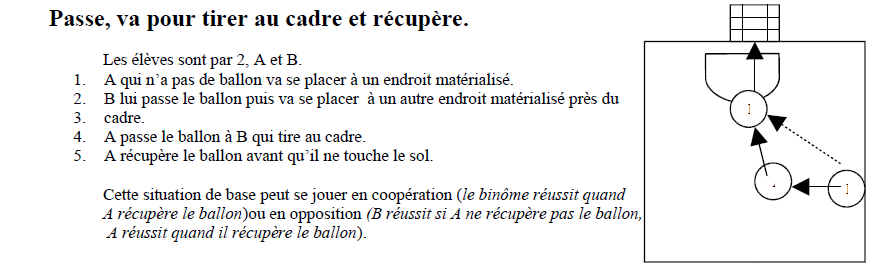 Passe, va pour tirer au cadre et récupère.
Les élèves sont par 2, A et B.
1. A qui n'a pas de ballon va se placer à un endroit matérialisé.
2. B lui passe le ballon puis va se placer à un autre endroit matérialisé près du
3. cadre.
4. A passe le ballon à B qui tire au cadre.
5. A récupère le ballon avant qu'il ne touche le sol.
Cette situation de base peut se jouer en coopération (le binôme réussit quand
A récupère le ballon)ou en opposition (B réussit si A ne récupère pas le ballon,
A réussit quand il récupère le ballon).